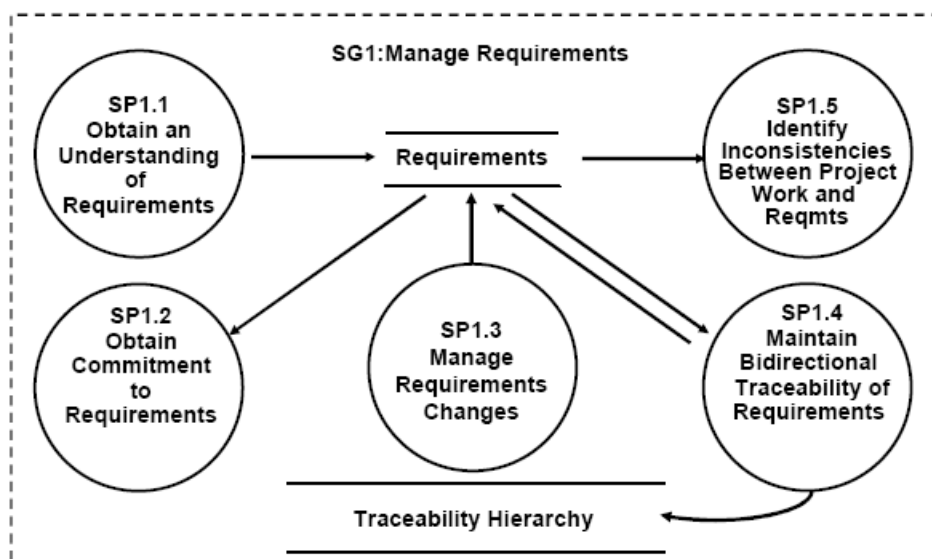 SG1:Manage Requirements
SP1.1
Obtain an
Understanding
of
Requirements
Requirements
SP1.5
Identify
Inconsistencies
Between Project
Work and
Reqmts
SP1.2
Obtain
Commitment
to
Requirements
SP1.3
Manage
Requirements
Changes
SP1.4
Maintain
Bidirectional
Traceability of
Requirements
Traceability Hierarchy